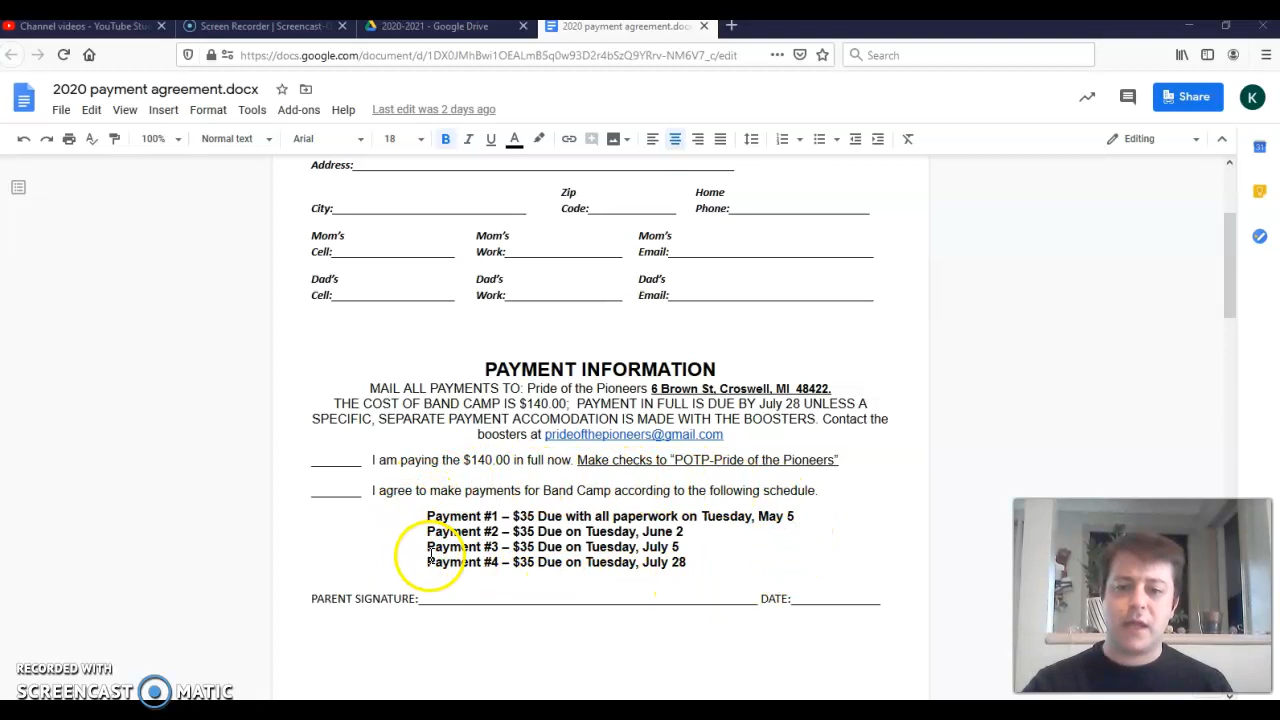 Channel videos - YouTube Stu
Screen Recorder | Screencast-O
2020-2021 - Google Drive
2020 payment agreement.docx
https://docs.google.com/document/d/1DX0JMhBwi1OEALmB5q0w93D2r4bSzQ9YRrv-NM6V7_c/edit
Search
2020 payment agreement.docx
File Edit View Insert Format Tools Add-ons Help Last edit was 2 days ago
Share
K
100% Normal text Arial 18 B I U A Editing
Address:
Zip Home
City: Code: Phone:
Mom's Mom's Mom's
Cell: Work: Email:
Dad's Dad's Dad's
Cell: Work: Email:
PAYMENT INFORMATION
MAIL ALL PAYMENTS TO: Pride of the Pioneers 6 Brown St, Croswell, MI 48422.
THE COST OF BAND CAMP IS $140.00; PAYMENT IN FULL IS DUE BY July 28 UNLESS A
SPECIFIC, SEPARATE PAYMENT ACCOMODATION IS MADE WITH THE BOOSTERS. Contact the
boosters at prideofthepioneers@gmail.com
I am paying the $140.00 in full now. Make checks to "POTP-Pride of the Pioneers"
I agree to make payments for Band Camp according to the following schedule.
Payment #1 – $35 Due with all paperwork on Tuesday, May 5
Payment #2 – $35 Due on Tuesday, June 2
Payment #3 – $35 Due on Tuesday, July 5
Payment #4 – $35 Due on Tuesday, July 28
PARENT SIGNATURE: DATE:
RECORDED WITH
SCREENCAST MATIC